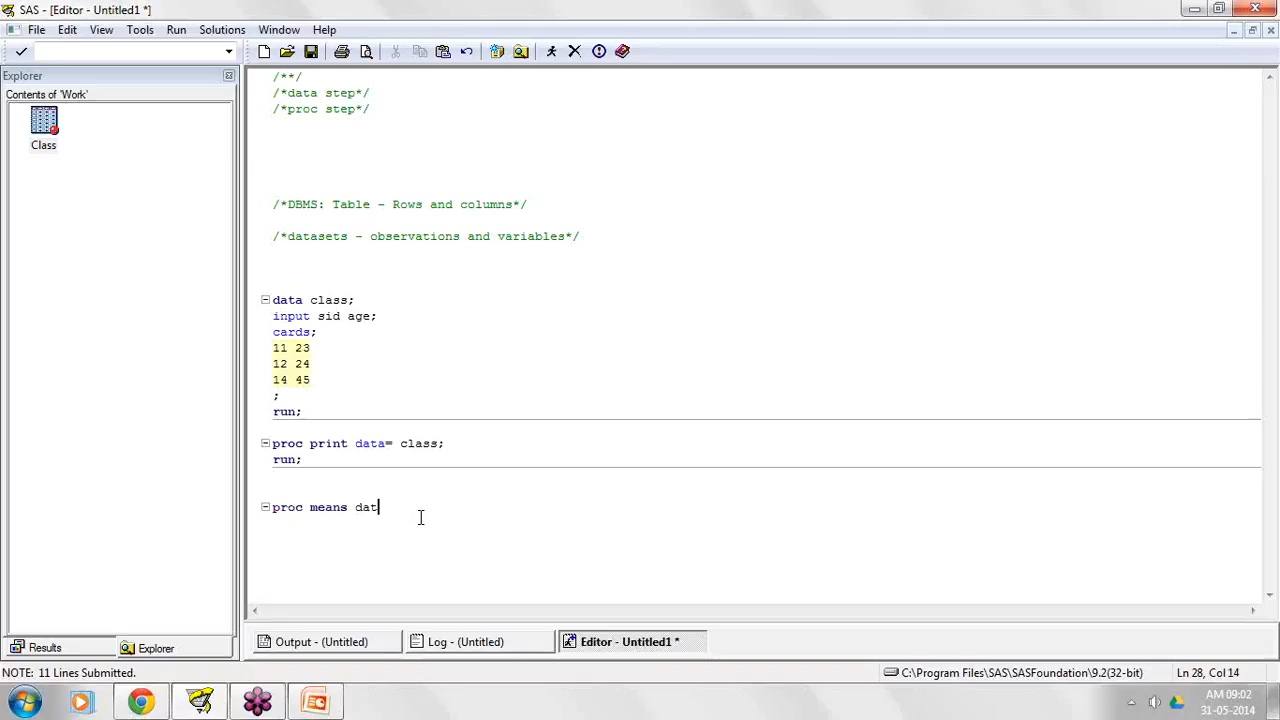 SAS - [Editor - Untitled1 *]
File Edit View Tools Run Solutions Window Help
Explorer
Contents of 'Work'
Class
/**/
/*data step*/
/*proc step*/
/*DBMS: Table - Rows and columns*/
/*datasets - observations and variables*/
data class;
input sid age;
cards;
11 23
12 24
14 45
;
run;
proc print data= class;
run;
proc means dat
Results Explorer
Output - (Untitled) Log - (Untitled) Editor - Untitled1 *
NOTE: 11 Lines Submitted. C:\Program Files\SAS\SASFoundation\9.2(32-bit) Ln 28, Col 14
AM 09:02
31-05-2014